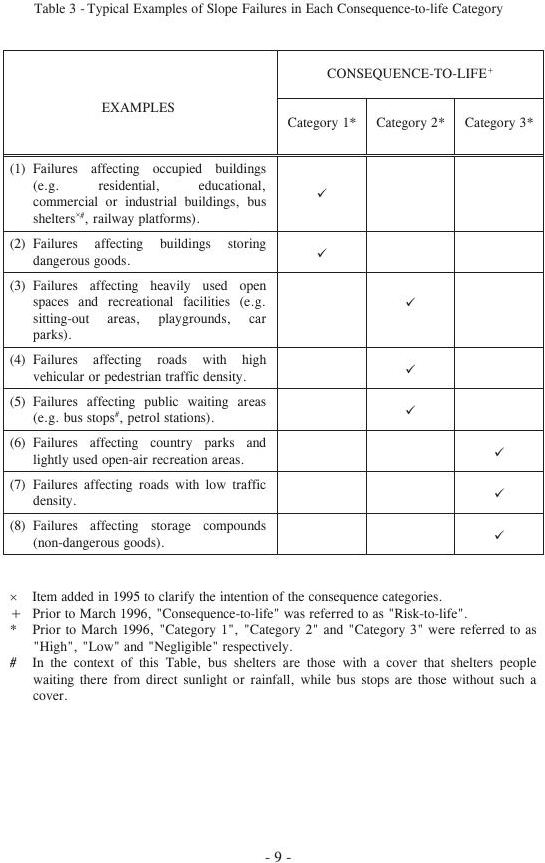 Table 3 - Typical Examples of Slope Failures in Each Consequence-to-life Category
EXAMPLES
CONSEQUENCE-TO-LIFE+
Category 1* Category 2* Category 3*
(1) Failures affecting occupied buildings
(e.g. residential, educational,
commercial or industrial buildings, bus
shelters×#, railway platforms).
✓
(2) Failures affecting buildings storing
dangerous goods.
✓
(3) Failures affecting heavily used open
spaces and recreational facilities (e.g.
sitting-out areas, playgrounds, car
parks).
✓
(4) Failures affecting roads with high
vehicular or pedestrian traffic density.
✓
(5) Failures affecting public waiting areas
(e.g. bus stops#, petrol stations).
✓
(6) Failures affecting country parks and
lightly used open-air recreation areas.
✓
(7) Failures affecting roads with low traffic
density.
✓
(8) Failures affecting storage compounds
(non-dangerous goods).
✓
× Item added in 1995 to clarify the intention of the consequence categories.
+ Prior to March 1996, "Consequence-to-life" was referred to as "Risk-to-life".
* Prior to March 1996, "Category 1", "Category 2" and "Category 3" were referred to as
"High", "Low" and "Negligible" respectively.
# In the context of this Table, bus shelters are those with a cover that shelters people
waiting there from direct sunlight or rainfall, while bus stops are those without such a
cover.
- 9 -